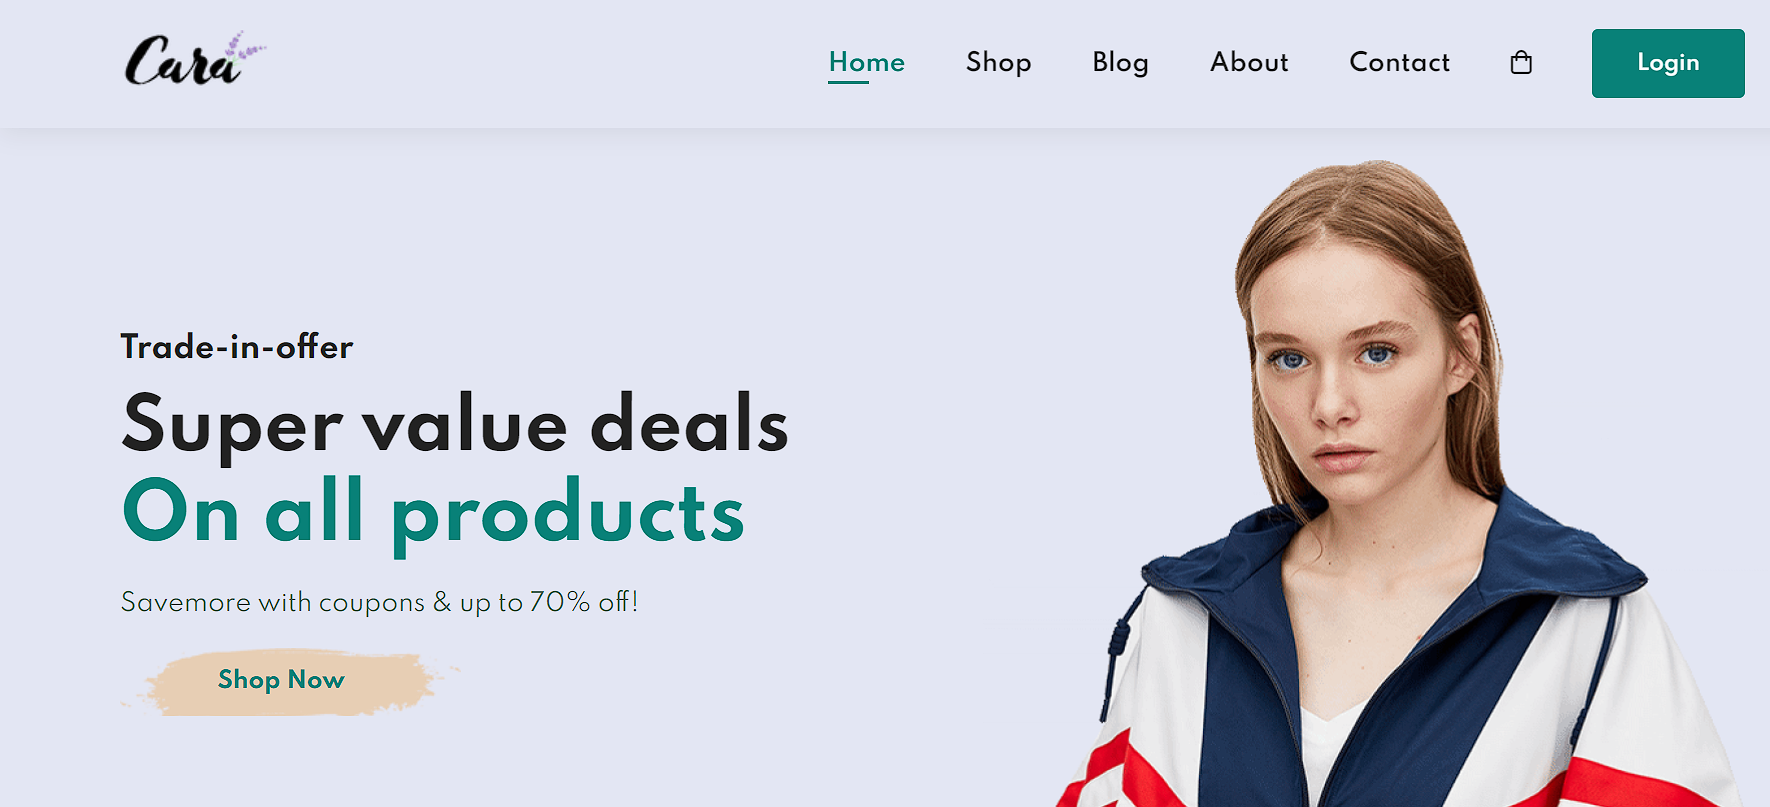 Cara
Home Shop Blog About Contact Login
Trade-in-offer
Super value deals
On all products
Savemore with coupons & up to 70% off!
Shop Now